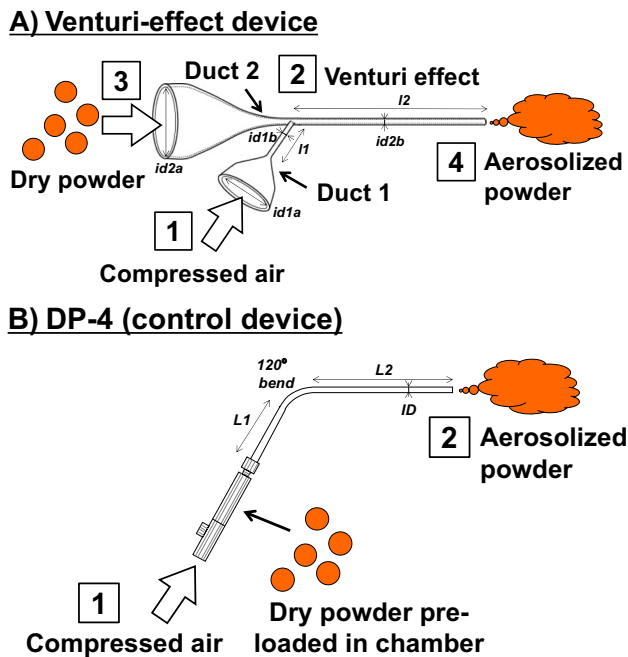 A) Venturi-effect device
3
Duct 2
2 Venturi effect
l2
id1b
l1
id2b
id2a
Dry powder
4 Aerosolized
powder
Duct 1
id1a
1
Compressed air
B) DP-4 (control device)
120°
bend
L2
L1
ID
2 Aerosolized
powder
1
Compressed air
Dry powder pre-
loaded in chamber